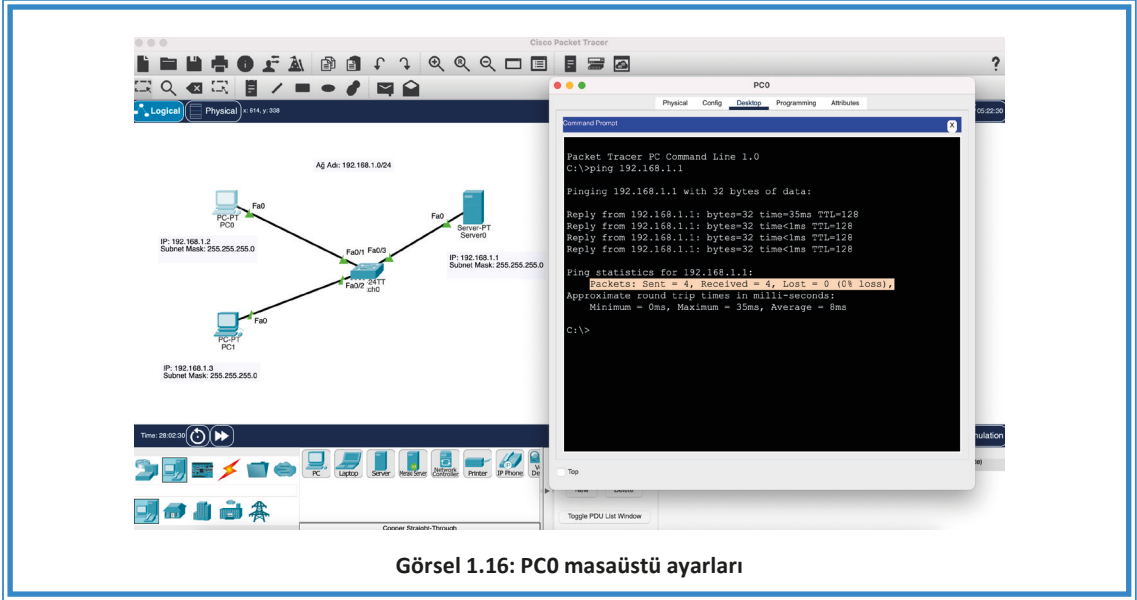 Cisco Packet Tracer
Logical
Physical
x: 614, y: 338
05:22:30
Ağ Adı: 192.168.1.0/24
Fa0
PC-PT
PC0
IP: 192.168.1.2
Subnet Mask: 255.255.255.0
Fa0
Server-PT
Server0
IP: 192.168.1.1
Subnet Mask: 255.255.255.0
Fa0/1 Fa0/3
Fa0/2 -24TT
Fa0
PC-PT
PC1
IP: 192.168.1.3
Subnet Mask: 255.255.255.0
PC0
Physical Config Desktop Programming Attributes
Command Prompt
X
Packet Tracer PC Command Line 1.0
C:\>ping 192.168.1.1
Pinging 192.168.1.1 with 32 bytes of data:
Reply from 192.168.1.1: bytes=32 time=35ms TTL=128
Reply from 192.168.1.1: bytes=32 time<1ms TTL=128
Reply from 192.168.1.1: bytes=32 time<1ms TTL=128
Reply from 192.168.1.1: bytes=32 time<1ms TTL=128
Ping statistics for 192.168.1.1:
Packets: Sent = 4, Received = 4, Lost = 0 (0% loss),
Approximate round trip times in milli-seconds:
Minimum = 0ms, Maximum = 35ms, Average = 8ms
C:\>
Top
Time: 28:02:30
PC Laptop Server Meraki Server Network Controller Printer IP Phone
Toggle PDU List Window
Copper Straight-Through
Görsel 1.16: PC0 masaüstü ayarları